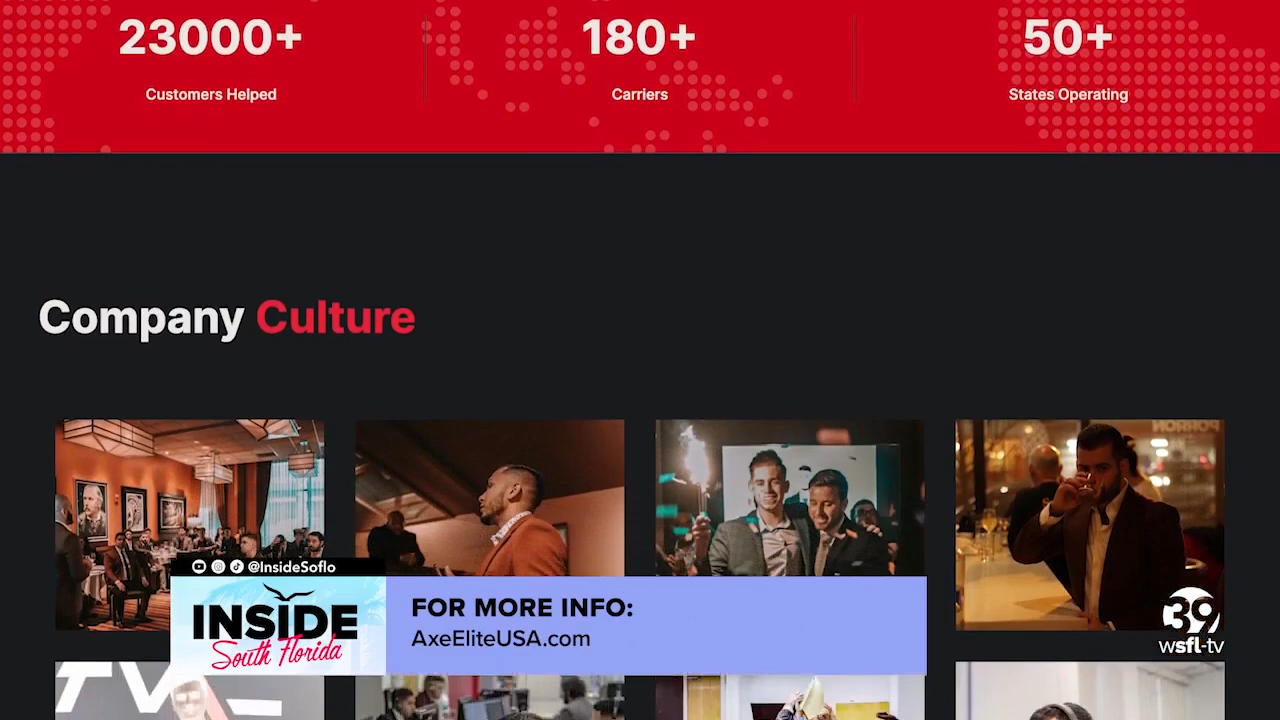 23000+
180+
50+
Customers Helped
Carriers
States Operating
Company Culture
@InsideSoflo
INSIDE
South Florida
FOR MORE INFO:
AxeEliteUSA.com
39
wsfl-tv